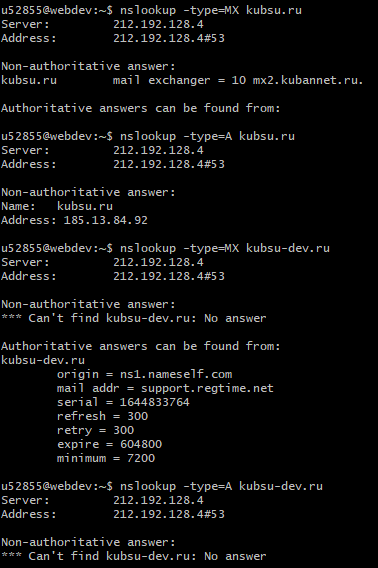 u52855@webdev:~$ nslookup -type=MX kubsu.ru
Server:         212.192.128.4
Address:        212.192.128.4#53

Non-authoritative answer:
kubsu.ru        mail exchanger = 10 mx2.kubannet.ru.

Authoritative answers can be found from:

u52855@webdev:~$ nslookup -type=A kubsu.ru
Server:         212.192.128.4
Address:        212.192.128.4#53

Non-authoritative answer:
Name:   kubsu.ru
Address: 185.13.84.92

u52855@webdev:~$ nslookup -type=MX kubsu-dev.ru
Server:         212.192.128.4
Address:        212.192.128.4#53

Non-authoritative answer:
*** Can't find kubsu-dev.ru: No answer

Authoritative answers can be found from:
kubsu-dev.ru
        origin = ns1.nameself.com
        mail addr = support.regtime.net
        serial = 1644833764
        refresh = 300
        retry = 300
        expire = 604800
        minimum = 7200

u52855@webdev:~$ nslookup -type=A kubsu-dev.ru
Server:         212.192.128.4
Address:        212.192.128.4#53

Non-authoritative answer:
*** Can't find kubsu-dev.ru: No answer